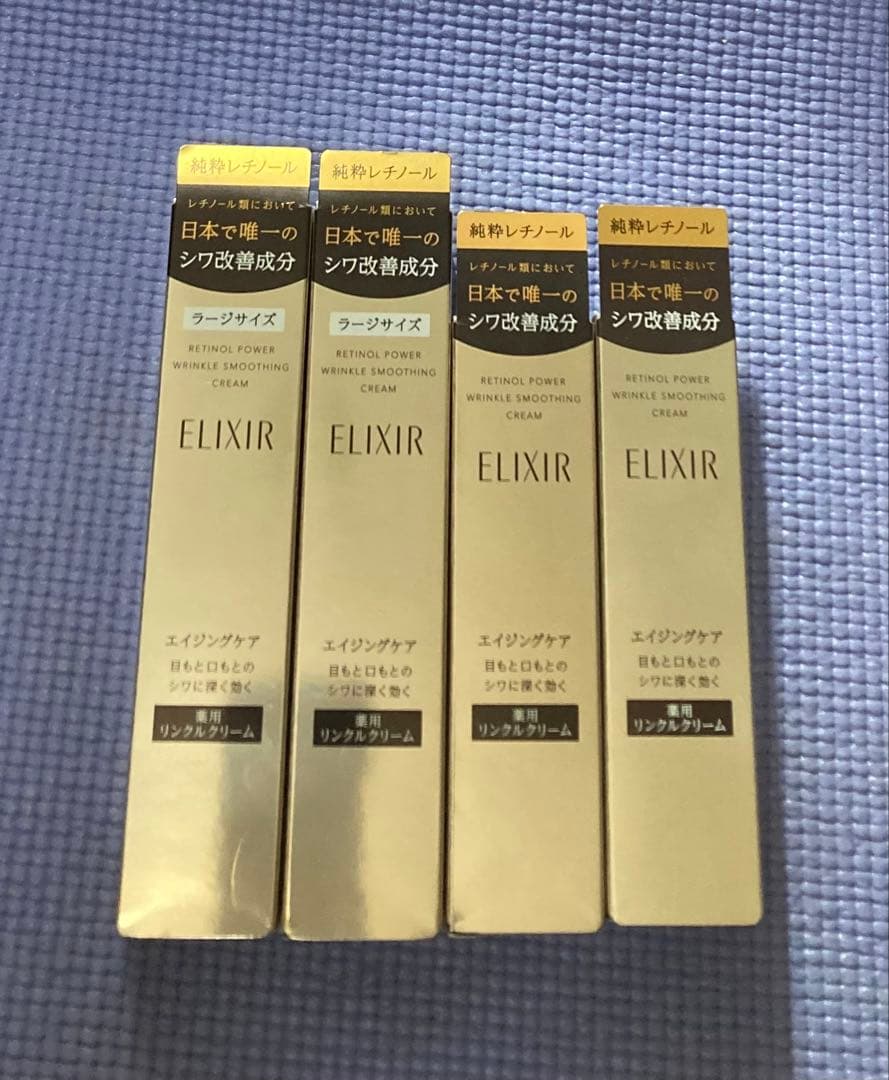 純粋レチノール
レチノール類において
日本で唯一の
シワ改善成分
ラージサイズ
RETINOL POWER
WRINKLE SMOOTHING
CREAM
ELIXIR
エイジングケア
目もと口もとの
シワに深く効く
薬用
リンクルクリーム
純粋レチノール
レチノール類において
日本で唯一の
シワ改善成分
ラージサイズ
RETINOL POWER
WRINKLE SMOOTHING
CREAM
ELIXIR
エイジングケア
目もと口もとの
シワに深く効く
薬用
リンクルクリーム
純粋レチノール
レチノール類において
日本で唯一の
シワ改善成分
RETINOL POWER
WRINKLE SMOOTHING
CREAM
ELIXIR
エイジングケア
目もと口もとの
シワに深く効く
薬用
リンクルクリーム
純粋レチノール
レチノール類において
日本で唯一の
シワ改善成分
RETINOL POWER
WRINKLE SMOOTHING
CREAM
ELIXIR
エイジングケア
目もと口もとの
シワに深く効く
薬用
リンクルクリーム